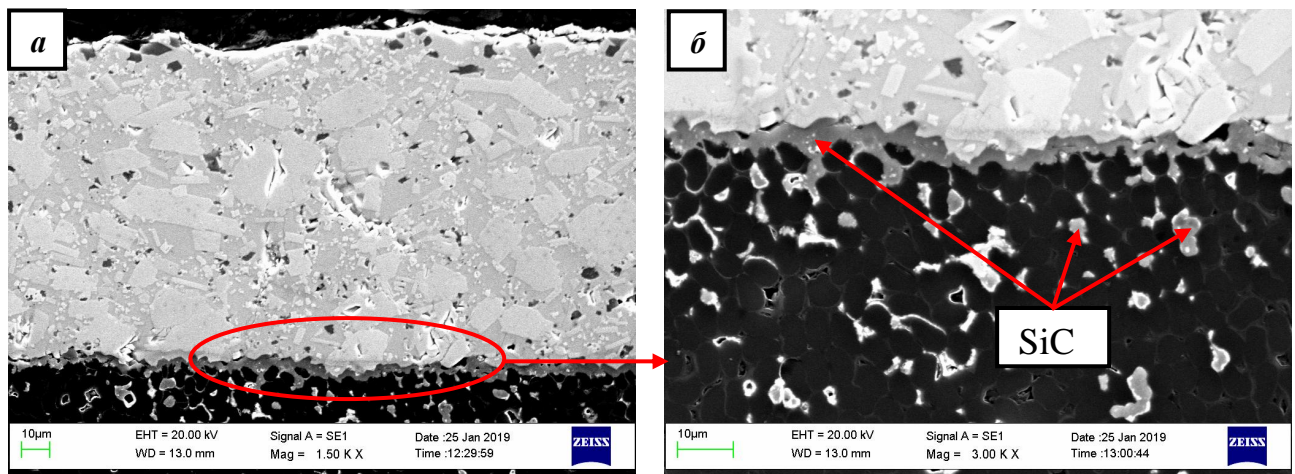 а
б
SiC
10μm
EHT = 20.00 kV
Signal A = SE1
Date :25 Jan 2019
WD = 13.0 mm
Mag = 1.50 K X
Time :12:29:59
ZEISS
10μm
EHT = 20.00 kV
Signal A = SE1
Date :25 Jan 2019
WD = 13.0 mm
Mag = 3.00 K X
Time :13:00:44
ZEISS